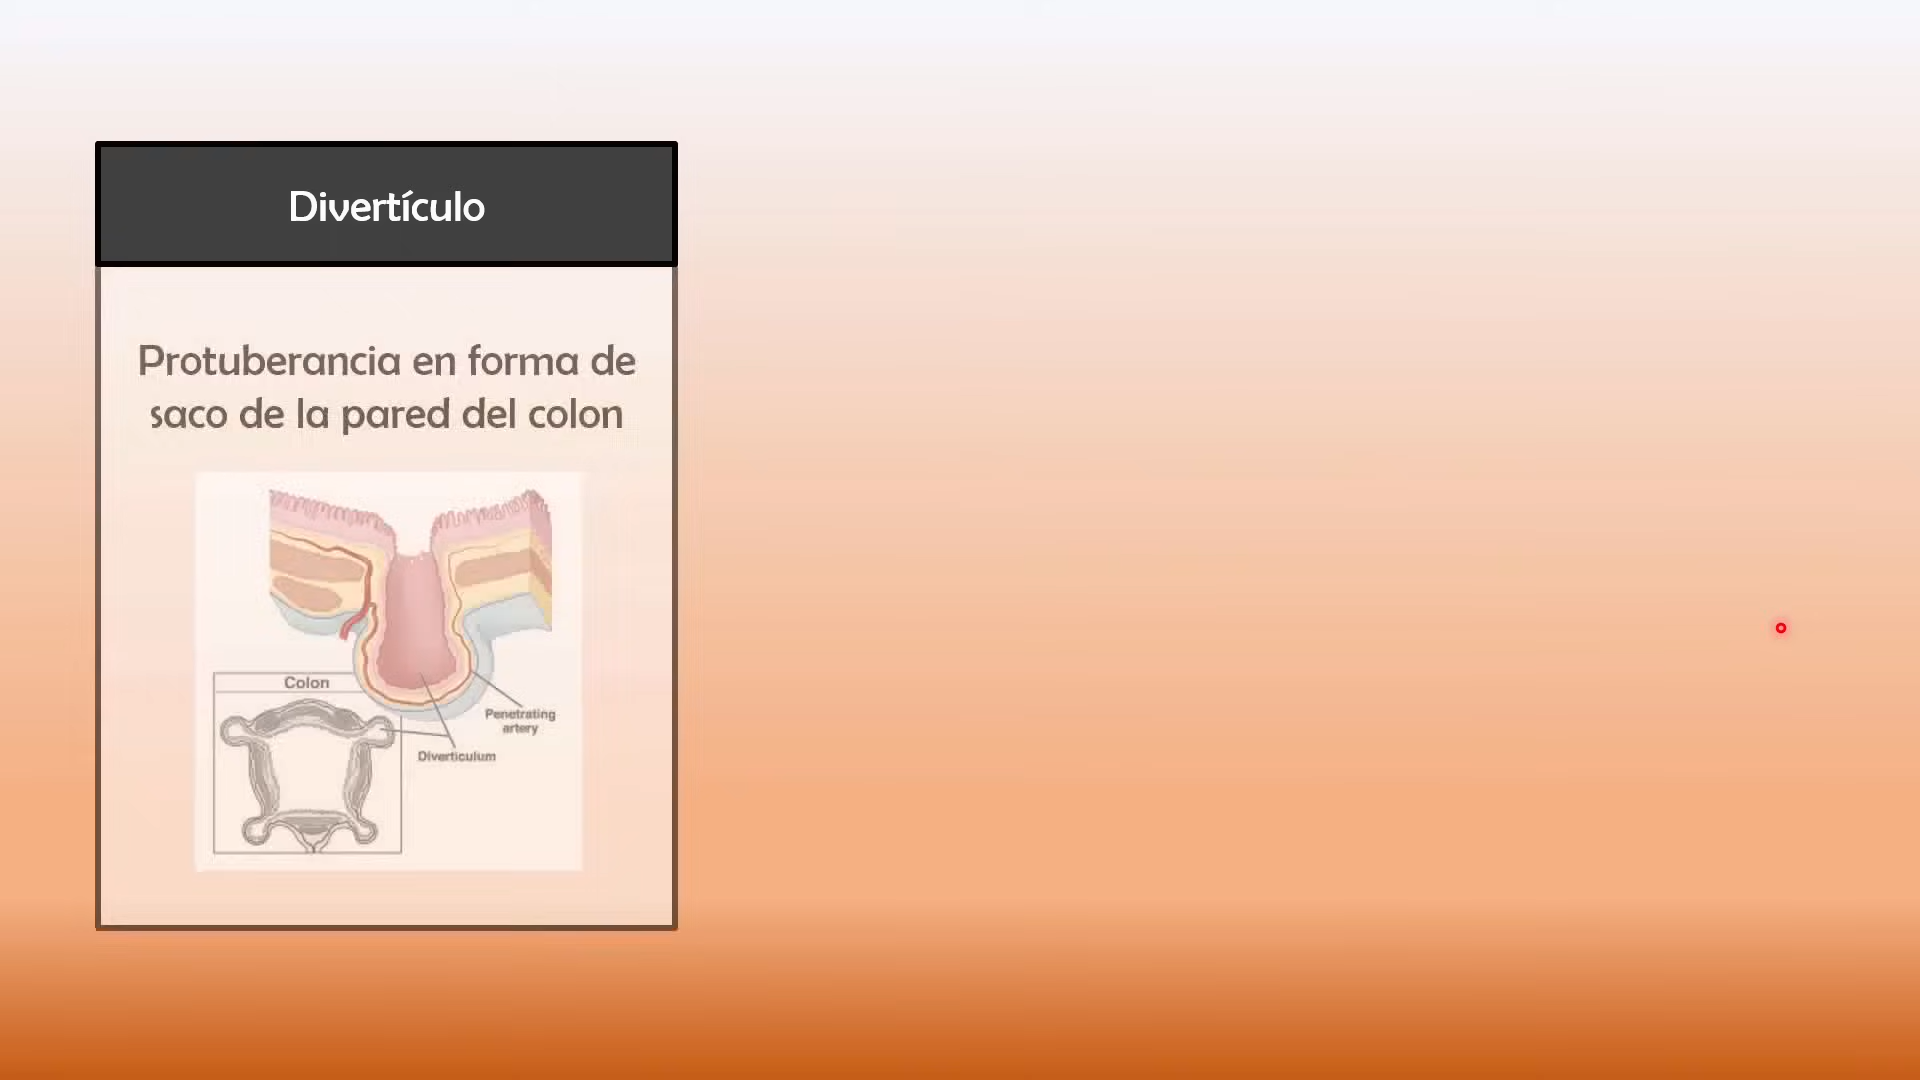 Divertículo
Protuberancia en forma de
saco de la pared del colon
Colon
Penetrating
artery
Diverticulum